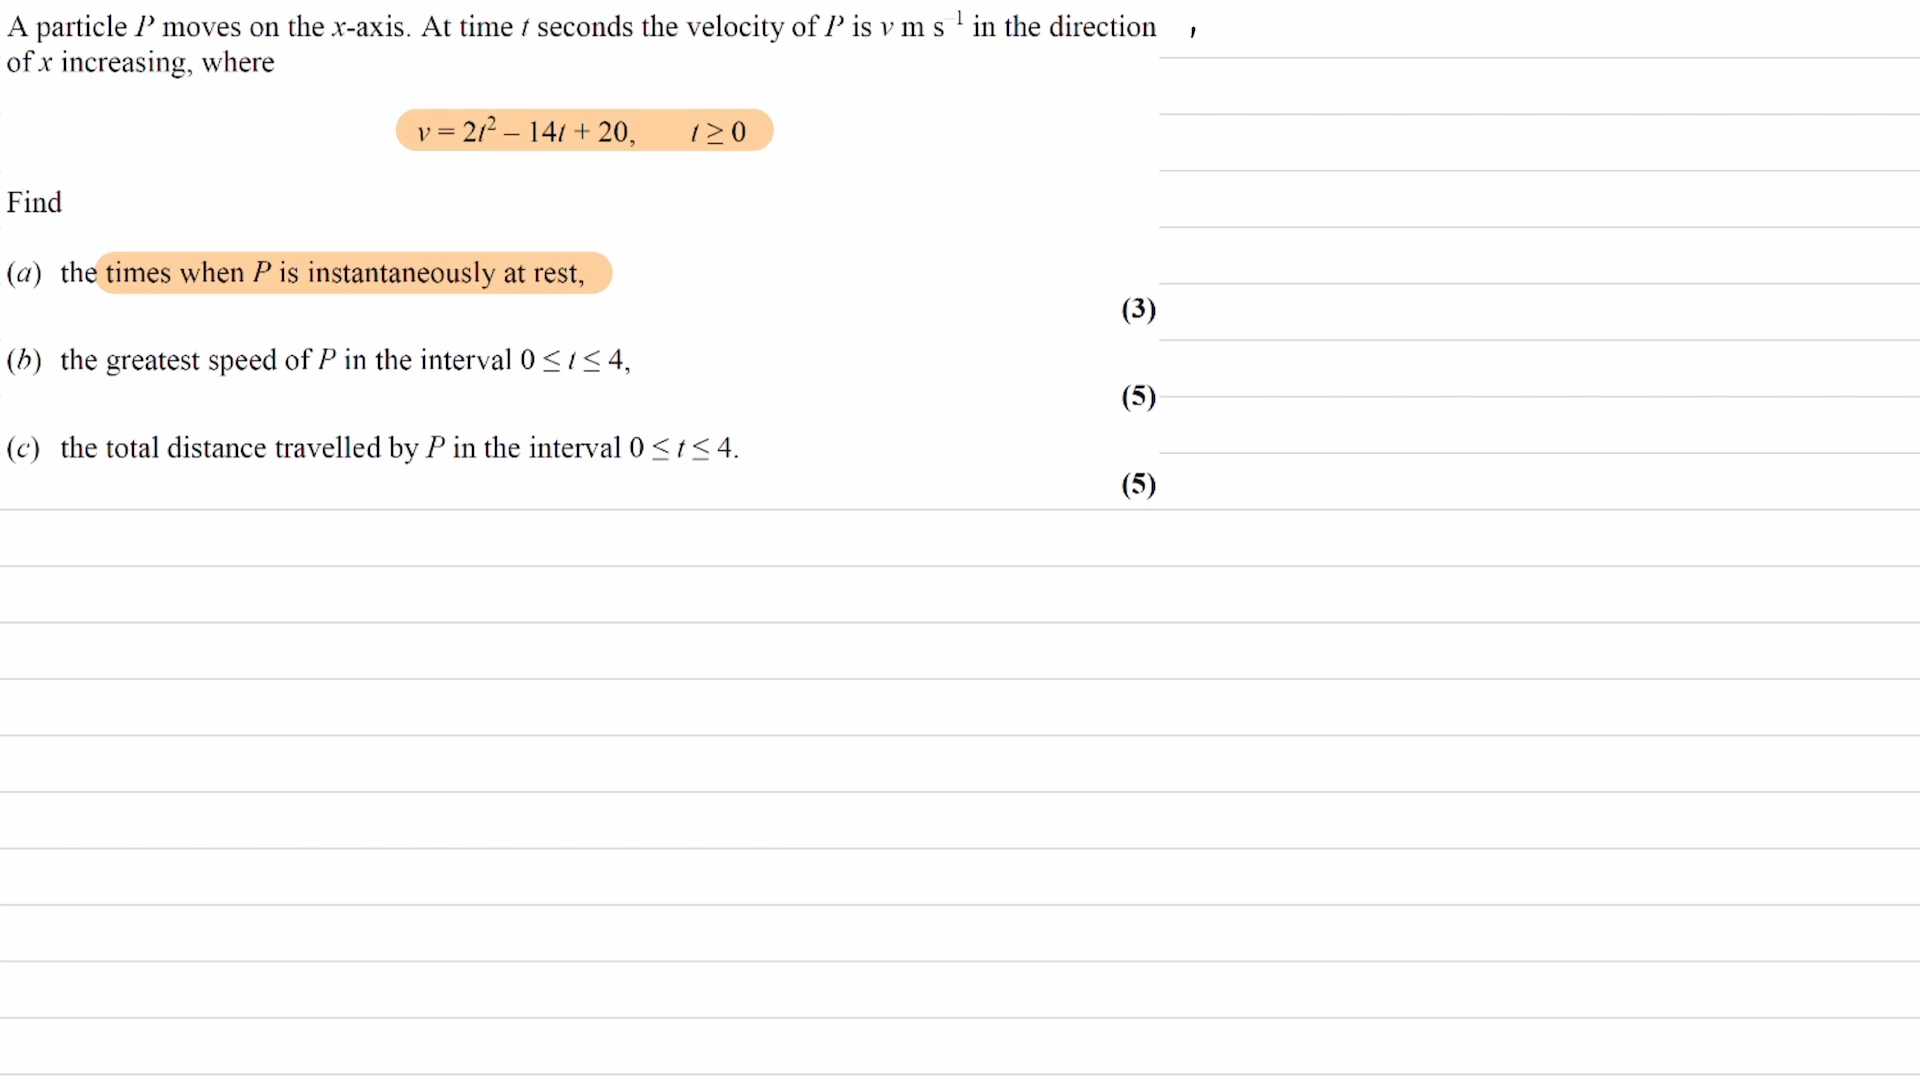 A particle P moves on the x-axis. At time t seconds the velocity of P is v m s⁻¹ in the direction
of x increasing, where
v = 2t² – 14t + 20,  t ≥ 0
Find
(a) the times when P is instantaneously at rest,
(3)
(b) the greatest speed of P in the interval 0 ≤ t ≤ 4,
(5)
(c) the total distance travelled by P in the interval 0 ≤ t ≤ 4.
(5)